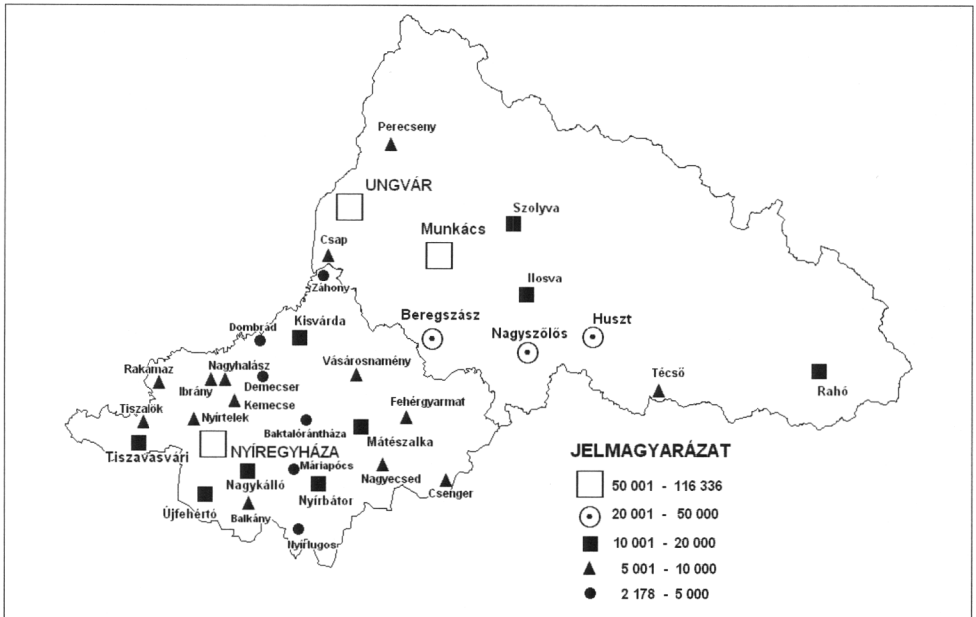 Perecseny
UNGVÁR
Szolyva
Munkács
Csap
Ilosva
Záhony
Beregszász
Huszt
Nagyszőlős
Dombrád
Kisvárda
Vásárosnamény
Técső
Rahó
Rakamaz
Nagyhalász
Ibrány
Demecser
Kemecse
Tiszalök
Nyírtelek
Fehérgyarmat
Baktalórántháza
Mátészalka
Tiszavasvári
NYÍREGYHÁZA
Máriapócs
Nagyecsed
Nagykálló
Nyírbátor
Csenger
Újfehértó
Balkány
Nyírlugos
JELMAGYARÁZAT
50 001 - 116 336
20 001 - 50 000
10 001 - 20 000
5 001 - 10 000
2 178 - 5 000